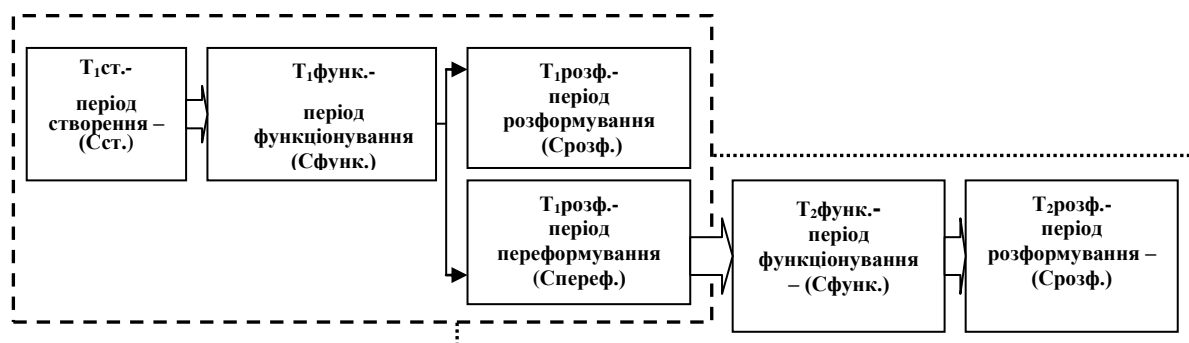 Т₁ст.-
період
створення –
(Сст.)
Т₁функ.-
період
функціонування
(Сфунк.)
Т₁розф.-
період
розформування
(Срозф.)
Т₁розф.-
період
переформування
(Спереф.)
Т₂функ.-
період
функціонування
– (Сфунк.)
Т₂розф.-
період
розформування –
(Срозф.)